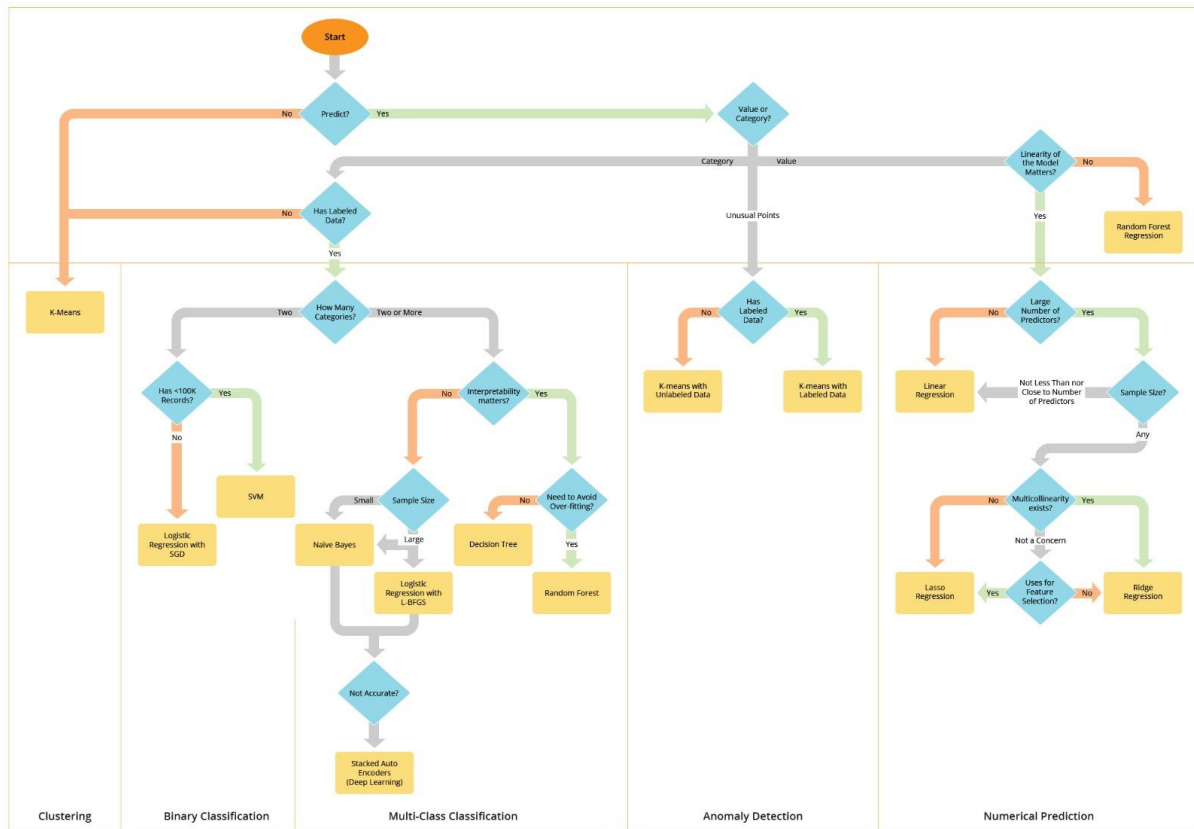 Start
Predict?
No
Yes
Value or
Category?
Category
Value
Linearity of
the Model
Matters?
No
Has Labeled
Data?
No
Unusual Points
Yes
Random Forest
Regression
Yes
K-Means
How Many
Categories?
Two
Two or More
Has
Labeled
Data?
No
Yes
Large
Number of
Predictors?
No
Yes
Has <100K
Records?
Yes
No
Interpretability
matters?
No
Yes
K-means with
Unlabeled Data
K-means with
Labeled Data
Linear
Regression
Not Less Than nor
Close to Number
of Predictors
Sample Size?
Any
SVM
Logistic
Regression with
SGD
Small
Sample Size
Large
Need to Avoid
Over-fitting?
No
Yes
Multicollinearity
exists?
No
Yes
Not a Concern
Naive Bayes
Decision Tree
Logistic
Regression with
L-BFGS
Random Forest
Lasso
Regression
Yes
Uses for
Feature
Selection?
No
Ridge
Regression
Not Accurate?
Stacked Auto
Encoders
(Deep Learning)
Clustering
Binary Classification
Multi-Class Classification
Anomaly Detection
Numerical Prediction